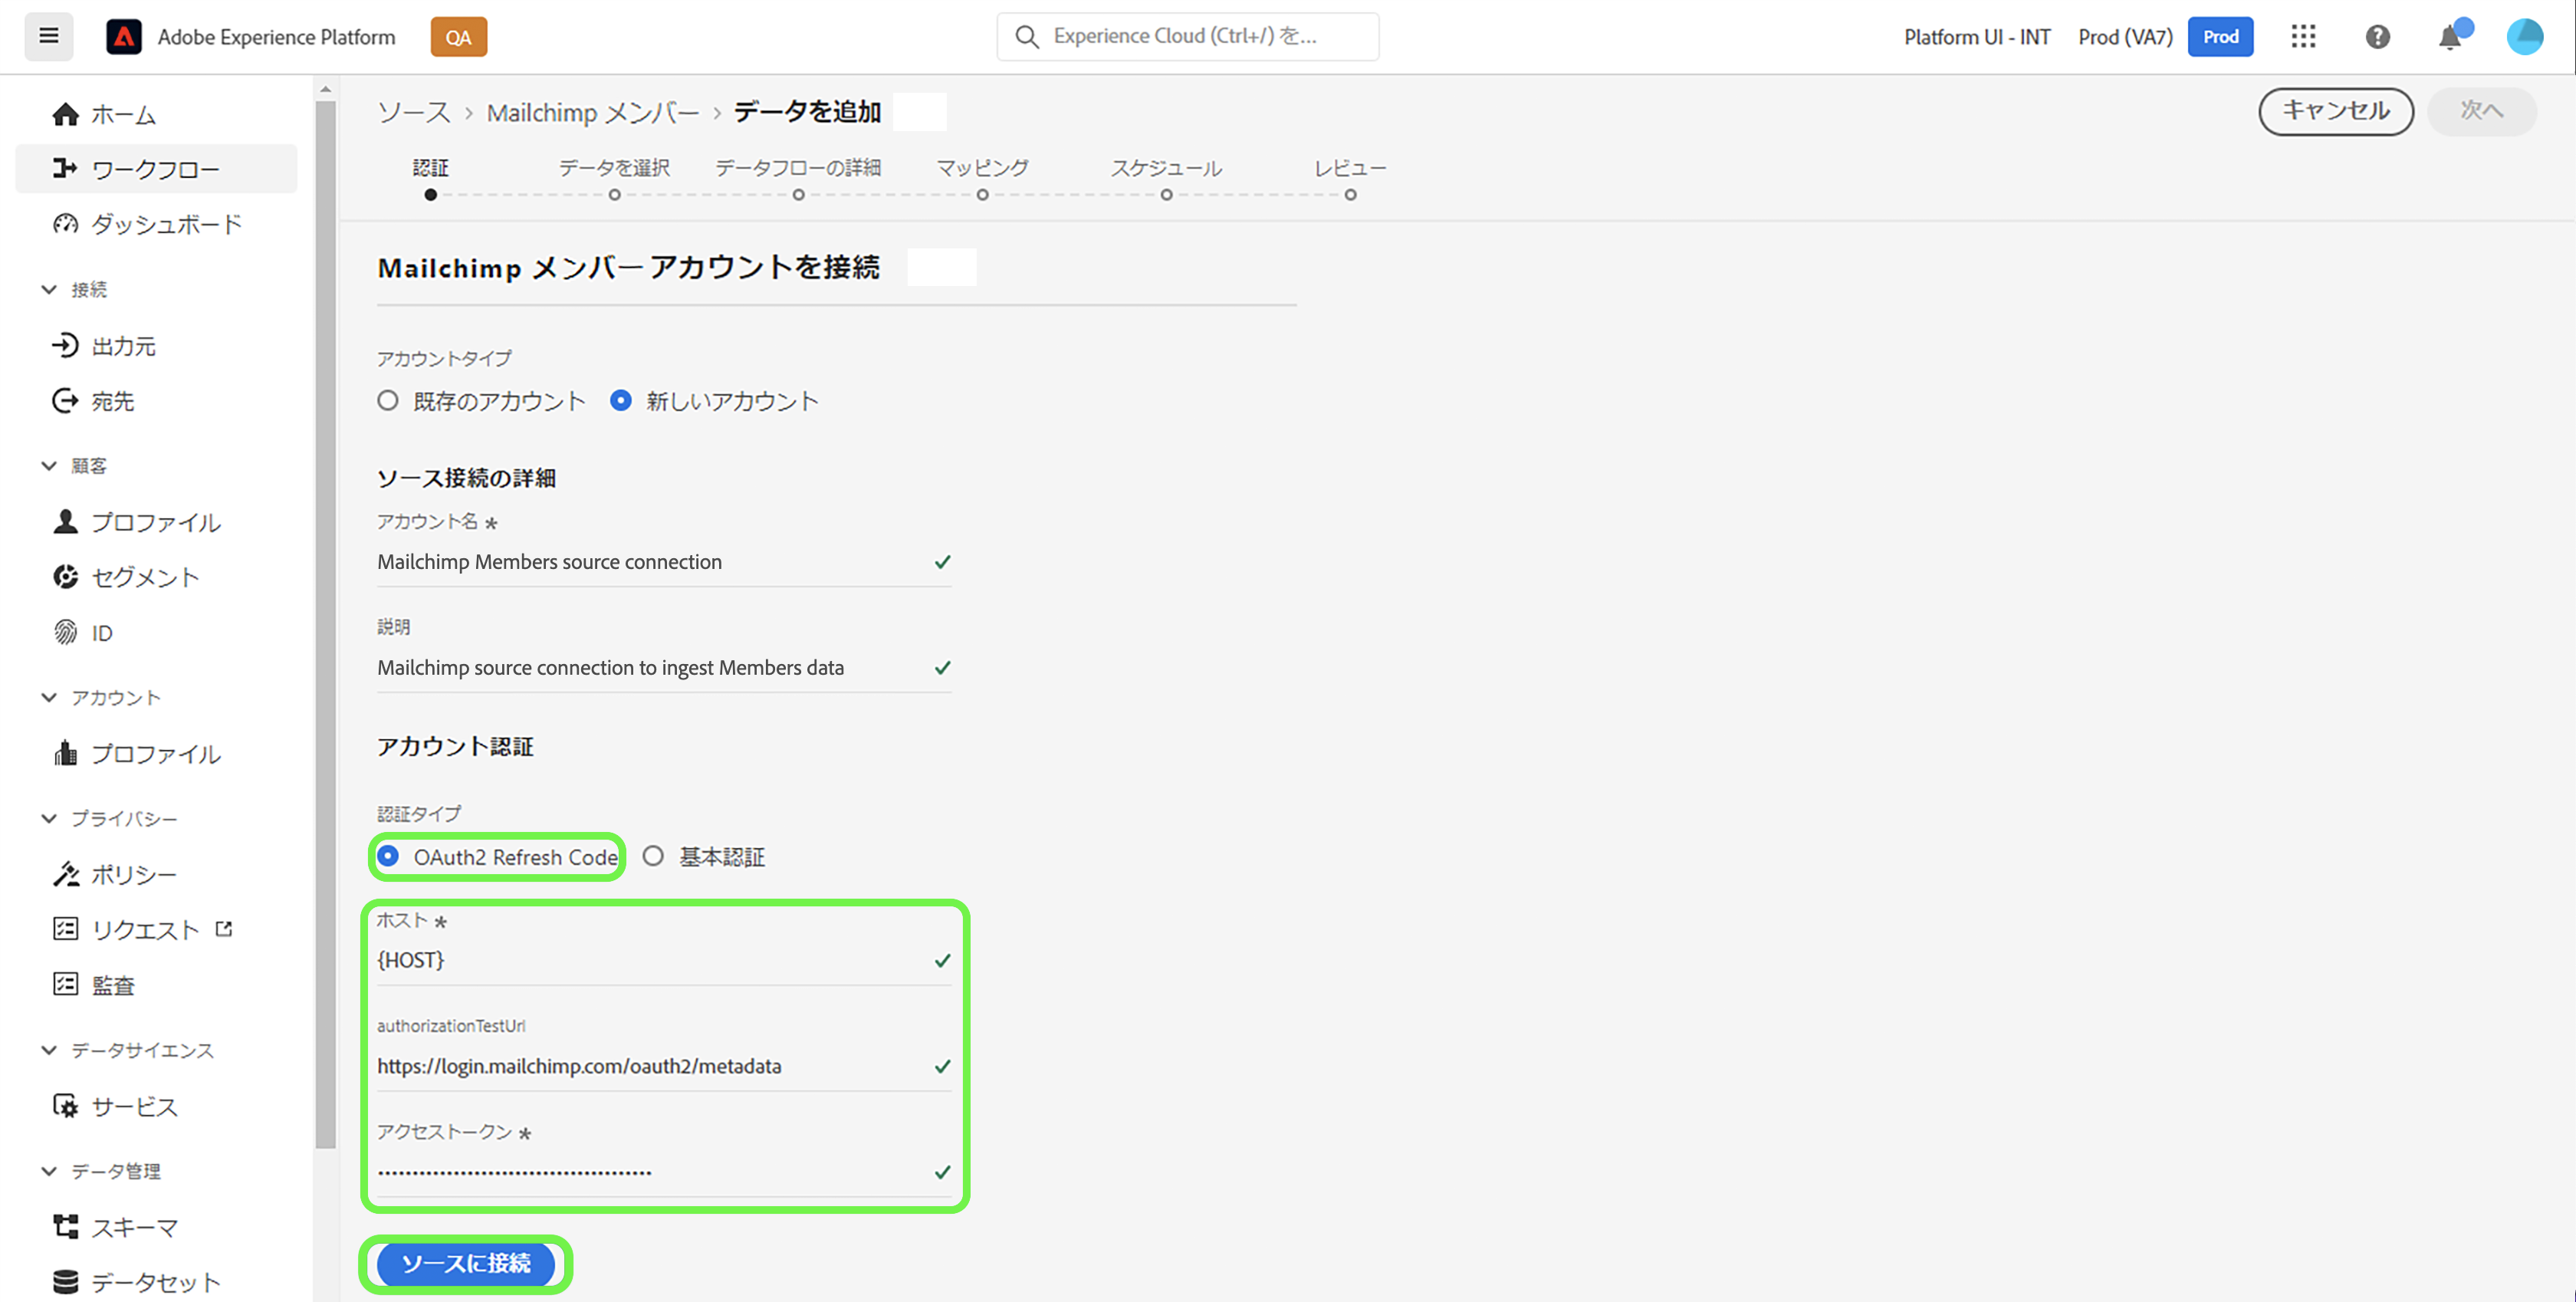 Adobe Experience Platform
QA
Experience Cloud (Ctrl+/) を...
Platform UI - INT
Prod (VA7)
Prod
ホーム
ワークフロー
ダッシュボード
接続
出力元
宛先
顧客
プロファイル
セグメント
ID
アカウント
プロファイル
プライバシー
ポリシー
リクエスト
監査
データサイエンス
サービス
データ管理
スキーマ
データセット
ソース › Mailchimp メンバー › データを追加
キャンセル
次へ
認証
データを選択
データフローの詳細
マッピング
スケジュール
レビュー
Mailchimp メンバー アカウントを接続
アカウントタイプ
既存のアカウント
新しいアカウント
ソース接続の詳細
アカウント名 *
Mailchimp Members source connection
説明
Mailchimp source connection to ingest Members data
アカウント認証
認証タイプ
OAuth2 Refresh Code
基本認証
ホスト *
{HOST}
authorizationTestUrl
https://login.mailchimp.com/oauth2/metadata
アクセストークン *
ソースに接続